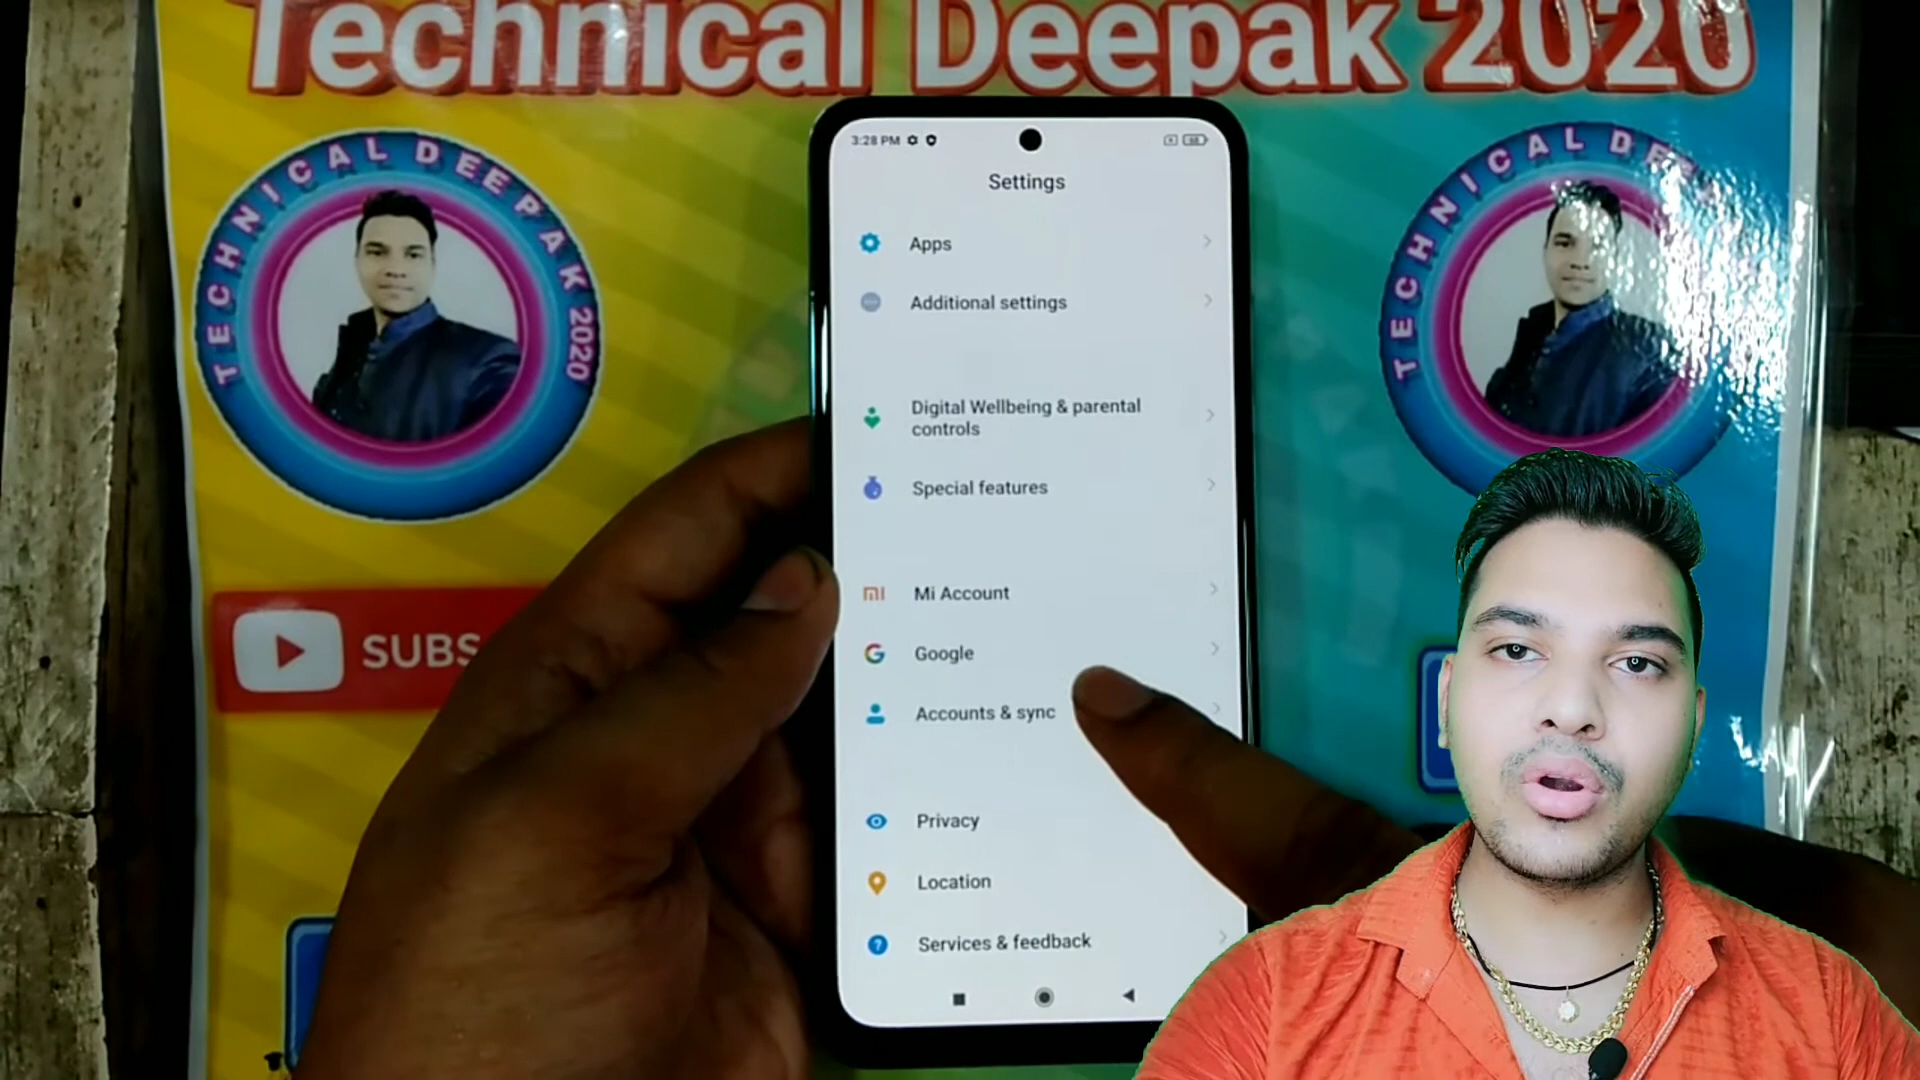 Technical Deepak 2020
TECHNICAL DEEPAK 2020
TECHNICAL DE
3:28 PM
Settings
Apps
Additional settings
Digital Wellbeing & parental
controls
Special features
Mi Account
Google
Accounts & sync
Privacy
Location
Services & feedback
SUBS